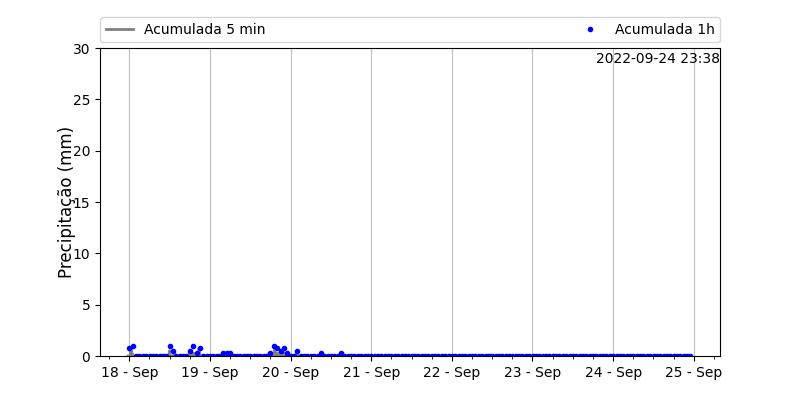 Acumulada 5 min
Acumulada 1h
2022-09-24 23:38
Precipitação (mm)
30
25
20
15
10
5
0
18 - Sep 19 - Sep 20 - Sep 21 - Sep 22 - Sep 23 - Sep 24 - Sep 25 - Sep